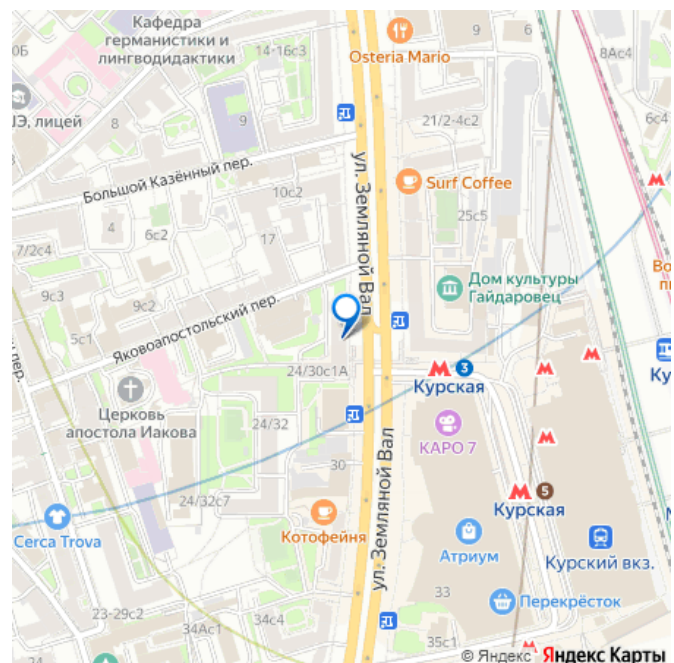 Кафедра
германистики и
лингводидактики
14-16с3
9
6
8Ас4
Osteria Mario
ШЭ, лицей
8
9
21/2-4с2
6с4
Большой Казённый пер.
ул. Земляной Вал
Surf Coffee
10с2
4
6с2
17
25с5
7/2с4
Дом культуры
Гайдаровец
9с3
9с2
5с1
Яковоапостольский пер.
24/30с1А
3
Курская
Церковь
апостола Иакова
24/32
КАРО 7
30
5
Курская
24/32с7
Котофейня
ул. Земляной Вал
Cerca Trova
Атриум
Курский вкз.
33
Перекрёсток
23-29с2
34Ас1
34с4
35с1
© Яндекс Яндекс Карты